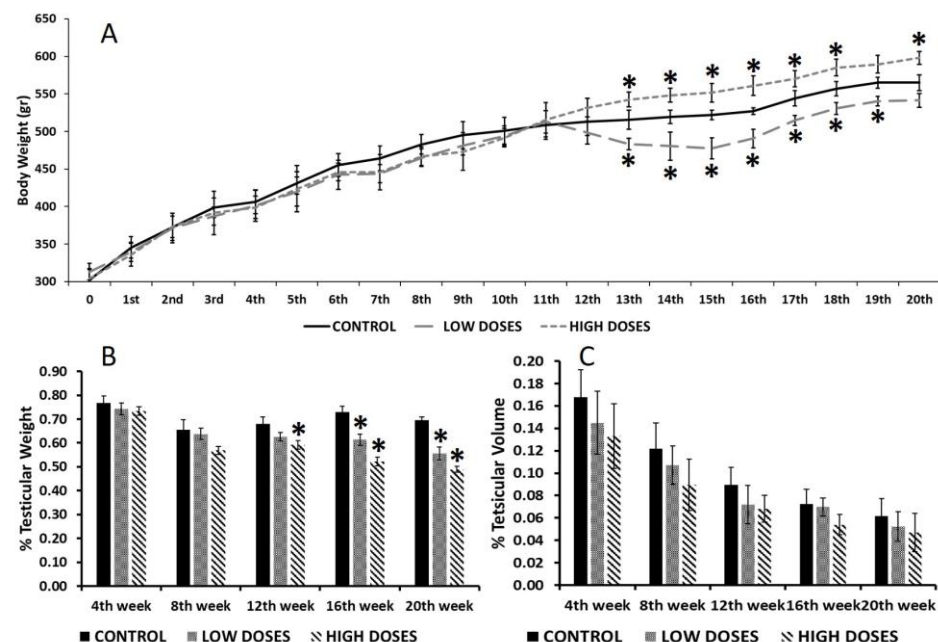 A
650
600
550
500
450
400
350
300
Body Weight (gr)
* * * * * * *
* * * * * * *
0 1st 2nd 3rd 4th 5th 6th 7th 8th 9th 10th 11th 12th 13th 14th 15th 16th 17th 18th 19th 20th
CONTROL LOW DOSES HIGH DOSES
B
0.90
0.80
0.70
0.60
0.50
0.40
0.30
0.20
0.10
0.00
% Testicular Weight
* * * * *
4th week 8th week 12th week 16th week 20th week
CONTROL LOW DOSES HIGH DOSES
C
0.20
0.18
0.16
0.14
0.12
0.10
0.08
0.06
0.04
0.02
0.00
% Tetsicular Volume
4th week 8th week 12th week 16th week 20th week
CONTROL LOW DOSES HIGH DOSES